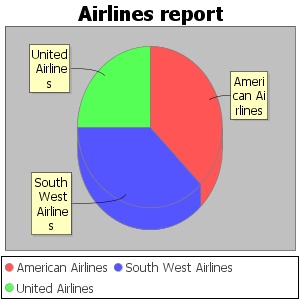 Airlines report
United
Airline
s
Ameri
can Ai
rlines
South
West
Airline
s
American Airlines South West Airlines
United Airlines